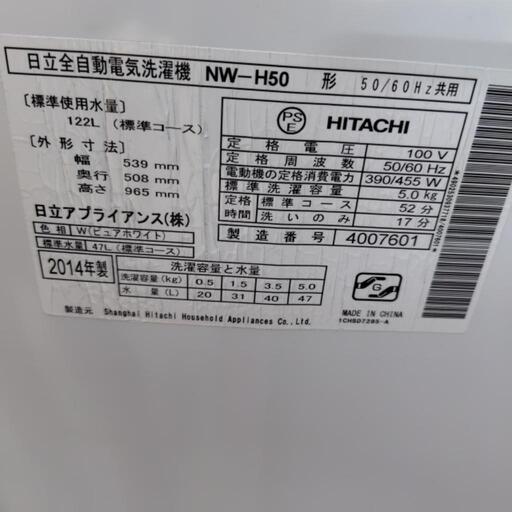 日立全自動電気洗濯機 NW-H50 形 50/60Hz共用
〔標準使用水量〕
122L (標準コース)
〔外形寸法〕
幅 539 mm
奥行 508 mm
高さ 965 mm
日立アプライアンス(株)
色相 W(ピュアホワイト)
標準水量 47L(標準コース)
PS
E
HITACHI
定格電圧 100 V
定格周波数 50/60 Hz
電動機の定格消費電力 390/455 W
標準洗濯容量 5.0kg
定格時間 標準コース 52分
洗いのみ 17分
製造番号 4007601
2014年製
洗濯容量と水量
洗濯容量(kg) 0.5 1.5 3.5 5.0
水量(L) 20 31 40 47
製造元 Shanghai Hitachi Household Appliances Co.,Ltd.
G
MADE IN CHINA
1CHSD7285-A